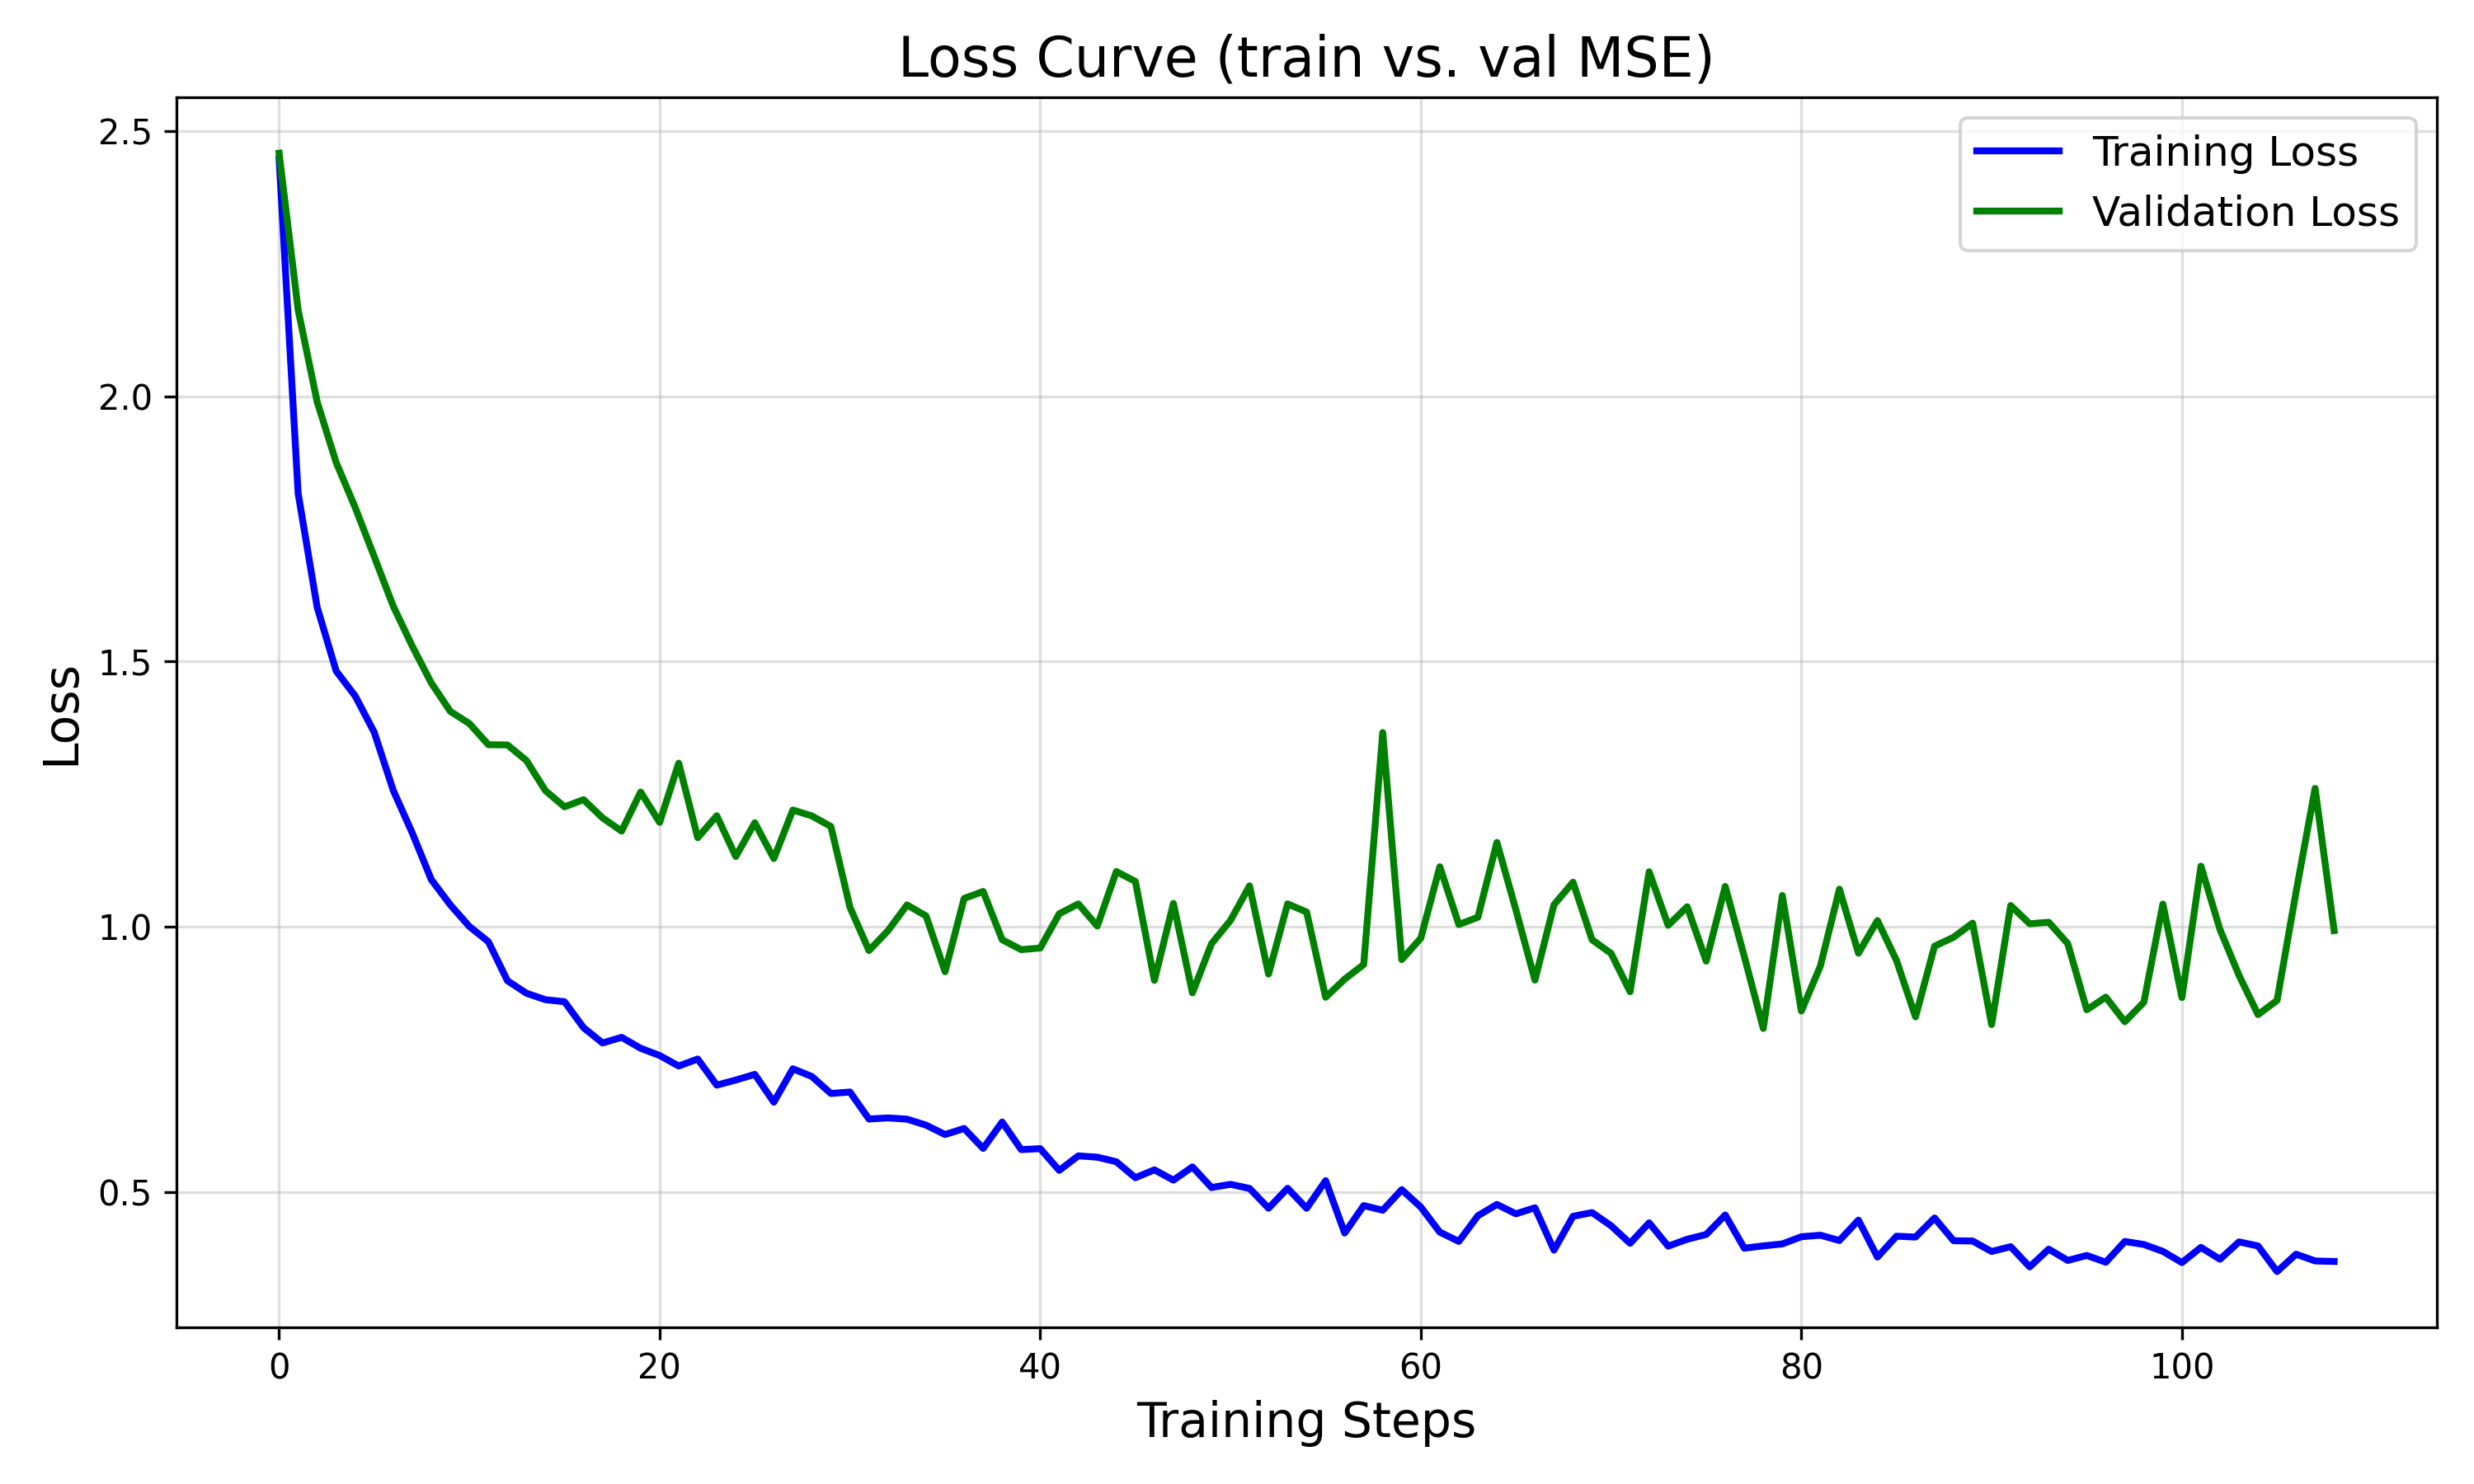 Loss Curve (train vs. val MSE)
Training Loss
Validation Loss
2.5
2.0
1.5
1.0
0.5
Loss
0 20 40 60 80 100
Training Steps